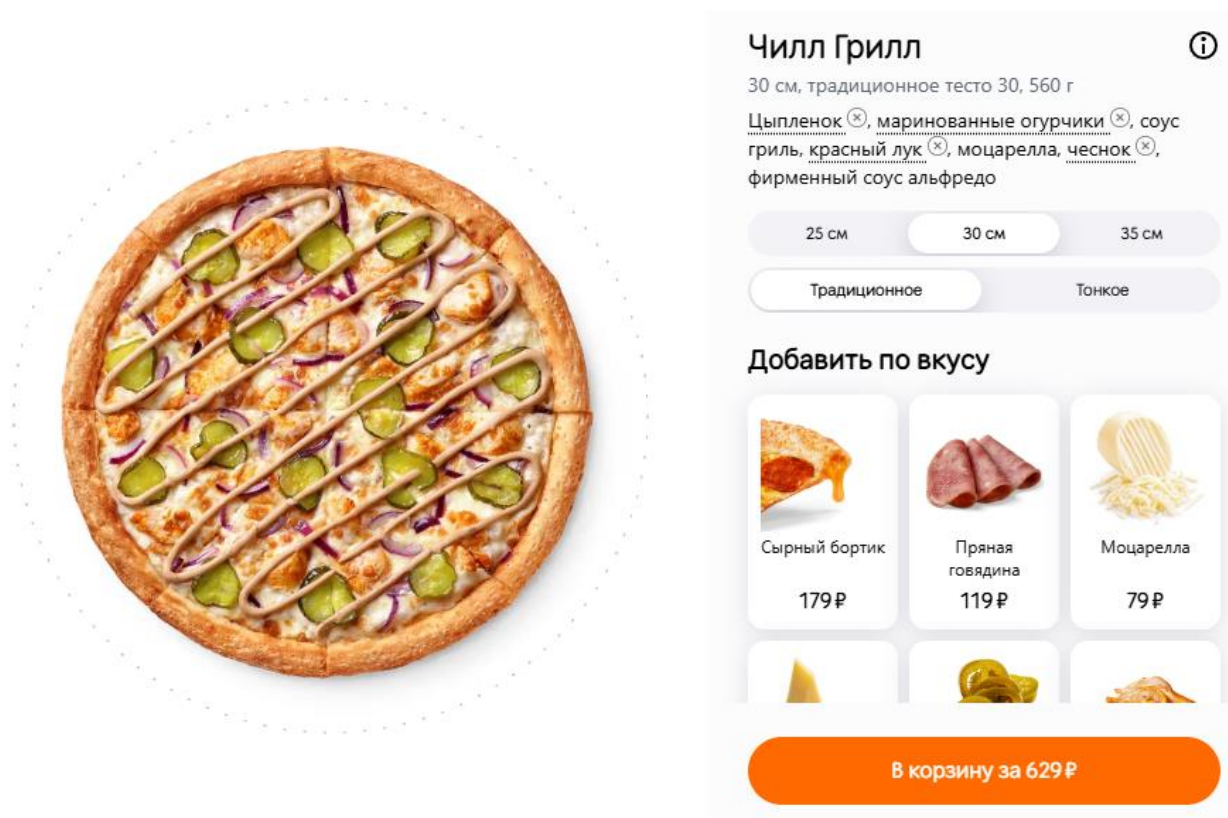 Чилл Грилл
30 см, традиционное тесто 30, 560 г
Цыпленок, маринованные огурчики, соус
гриль, красный лук, моцарелла, чеснок,
фирменный соус альфредо
25 см 30 см 35 см
Традиционное Тонкое
Добавить по вкусу
Сырный бортик
179 ₽
Пряная
говядина
119 ₽
Моцарелла
79 ₽
В корзину за 629 ₽